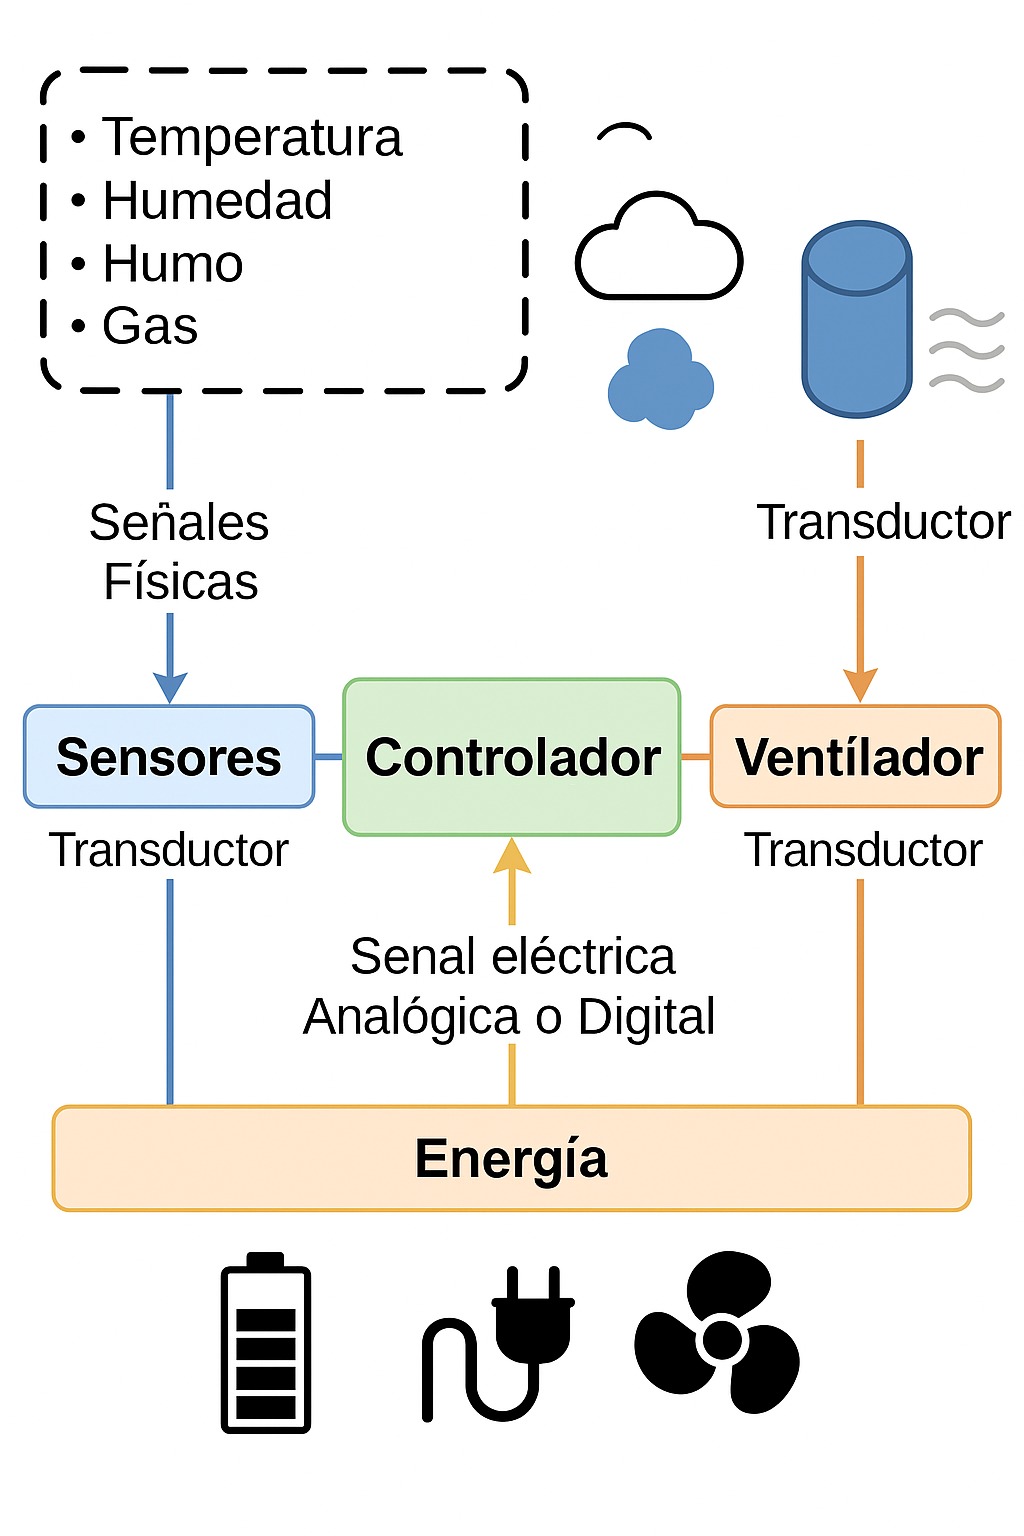 • Temperatura
• Humedad
• Humo
• Gas
Señales
Físicas
Transductor
Sensores
Controlador
Ventílador
Transductor
Transductor
Senal eléctrica
Analógica o Digital
Energía